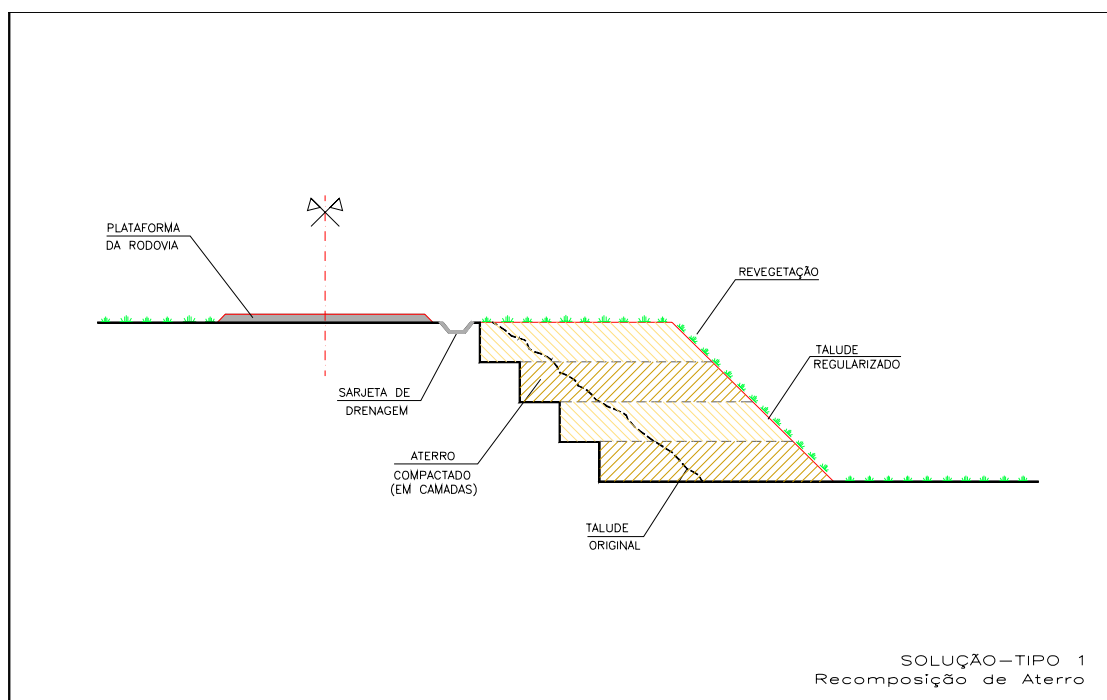 PLATAFORMA
DA RODOVIA
REVEGETAÇÃO
TALUDE
REGULARIZADO
SARJETA DE
DRENAGEM
ATERRO
COMPACTADO
(EM CAMADAS)
TALUDE
ORIGINAL
SOLUÇÃO-TIPO 1
Recomposição de Aterro